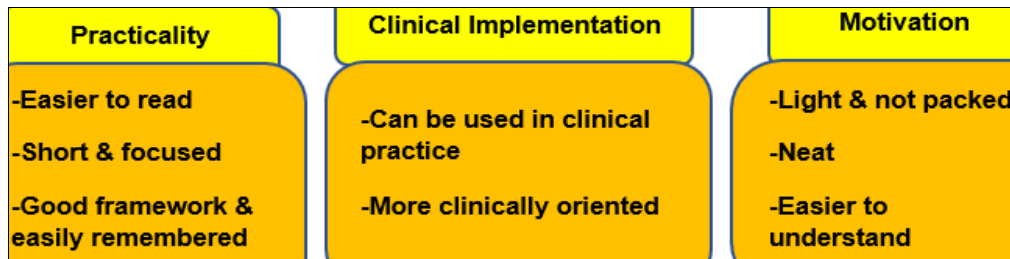 Practicality
-Easier to read
-Short & focused
-Good framework &
easily remembered
Clinical Implementation
-Can be used in clinical
practice
-More clinically oriented
Motivation
-Light & not packed
-Neat
-Easier to
understand